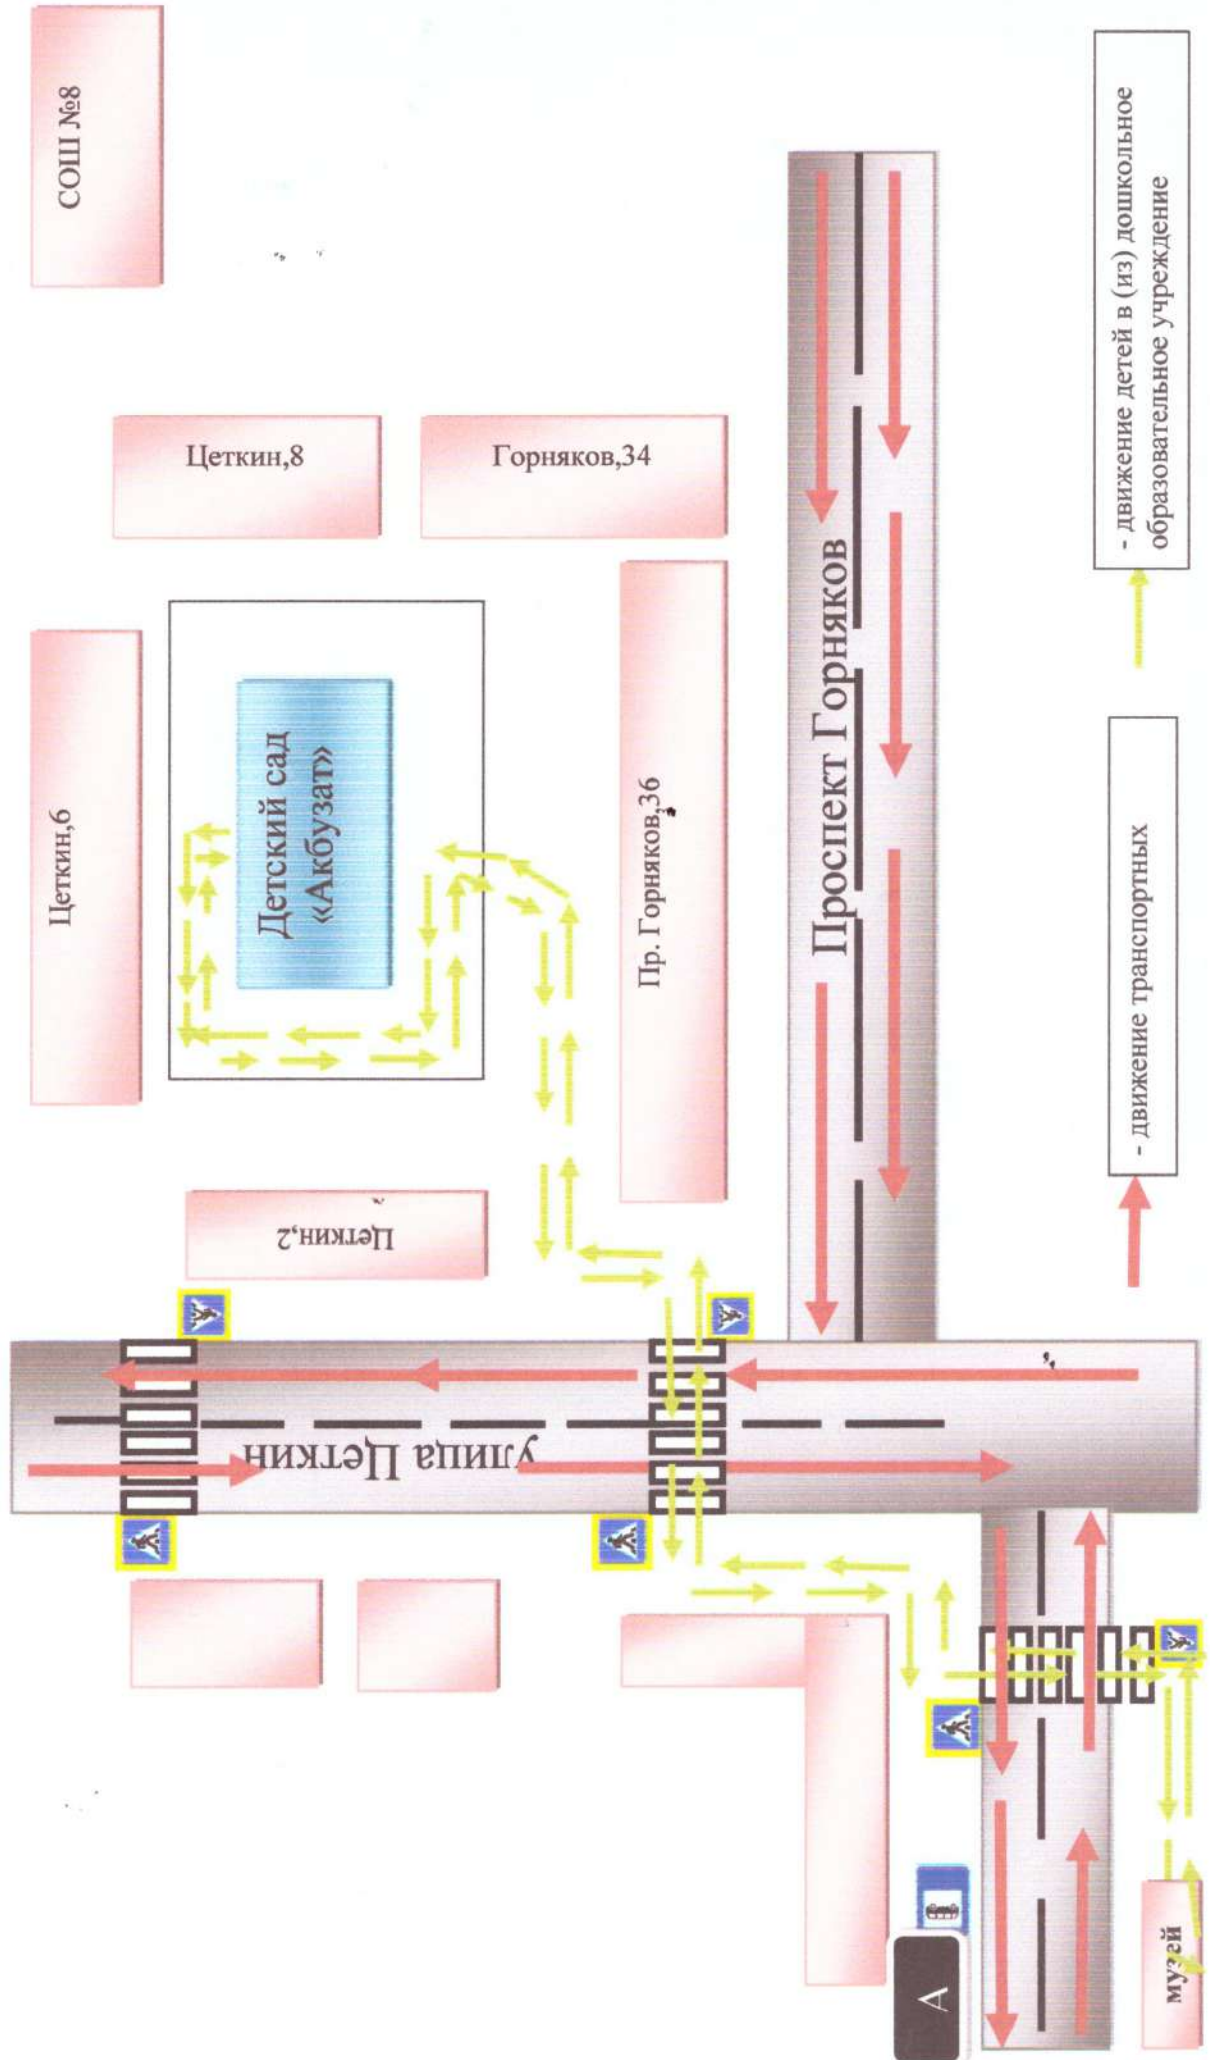 СОШ №8
Цеткин,8
Горняков,34
Цеткин,6
Детский сад
«Акбузат»
Пр. Горняков,36
Проспект Горняков
Цеткин,2
улица Цеткин
А
музей
- движение транспортных
- движение детей в (из) дошкольное
образовательное учреждение